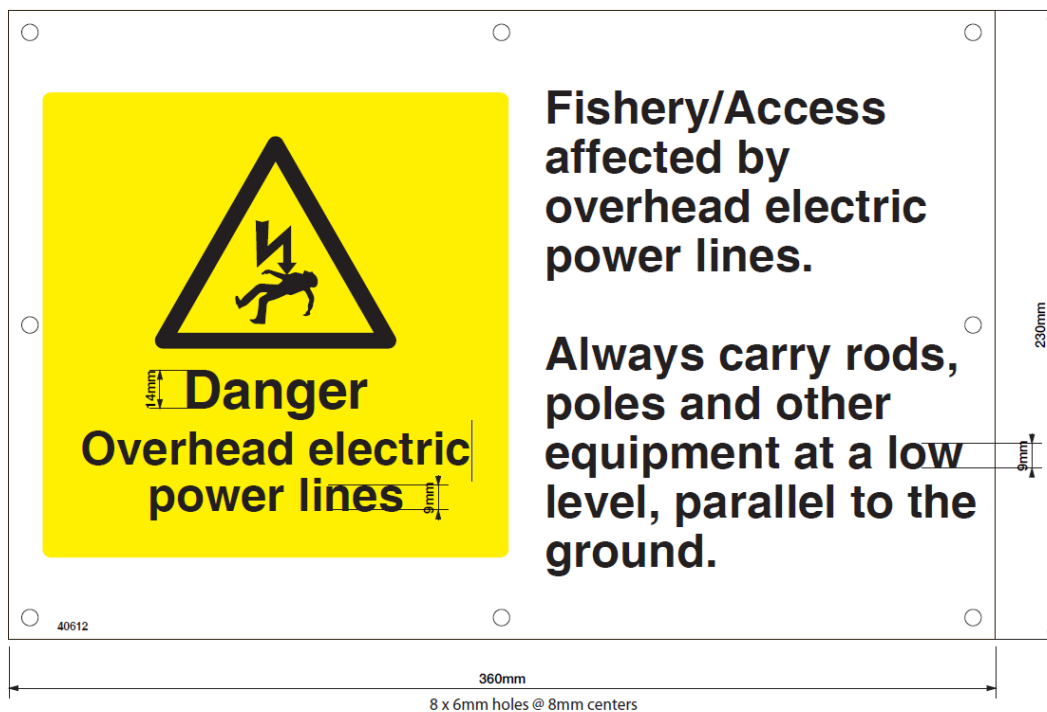 Fishery/Access
affected by
overhead electric
power lines.
Always carry rods,
poles and other
equipment at a low
level, parallel to the
ground.
Danger
Overhead electric
power lines
14mm
9mm
9mm
230mm
40612
360mm
8 x 6mm holes @ 8mm centers